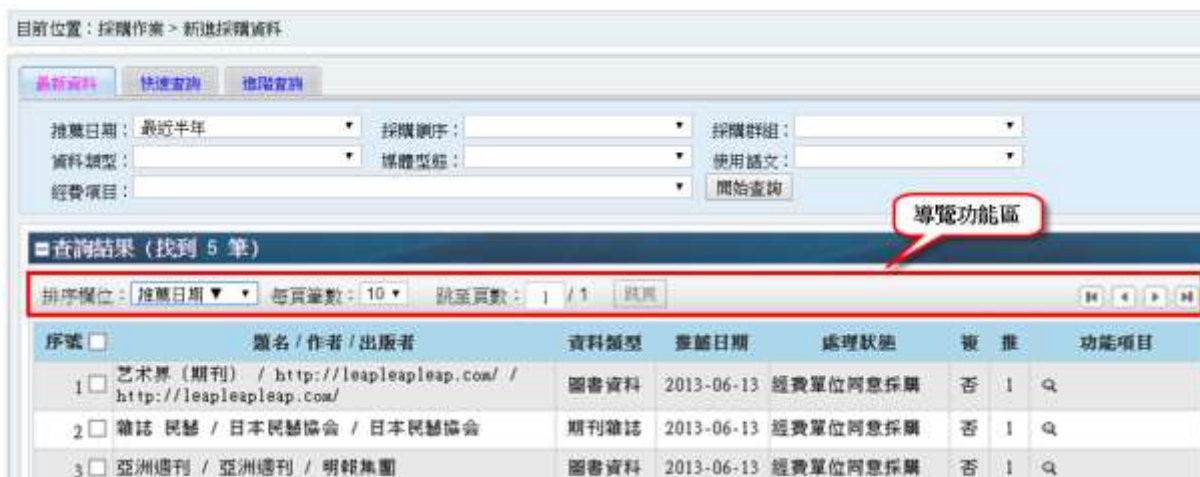 目前位置：採購作業 > 新進採購資料
最新資料 快速查詢 進階查詢
推薦日期： 最近半年 採購順序： 採購群組：
資料類型： 媒體型態： 使用語文：
經費項目： 開始查詢
導覽功能區
查詢結果 (找到 5 筆)
排序欄位： 推薦日期▼ 每頁筆數： 10 跳至頁數： 1 / 1 跳頁
序號 題名 / 作者 / 出版者 資料類型 推薦日期 處理狀態 複 推 功能項目
1 艺术界 (期刊) / http://leapleapleap.com/ / 圖書資料 2013-06-13 經費單位同意採購 否 1
http://leapleapleap.com/
2 雜誌 民藝 / 日本民藝協会 / 日本民藝協会 期刊雜誌 2013-06-13 經費單位同意採購 否 1
3 亞洲週刊 / 亞洲週刊 / 明報集團 圖書資料 2013-06-13 經費單位同意採購 否 1